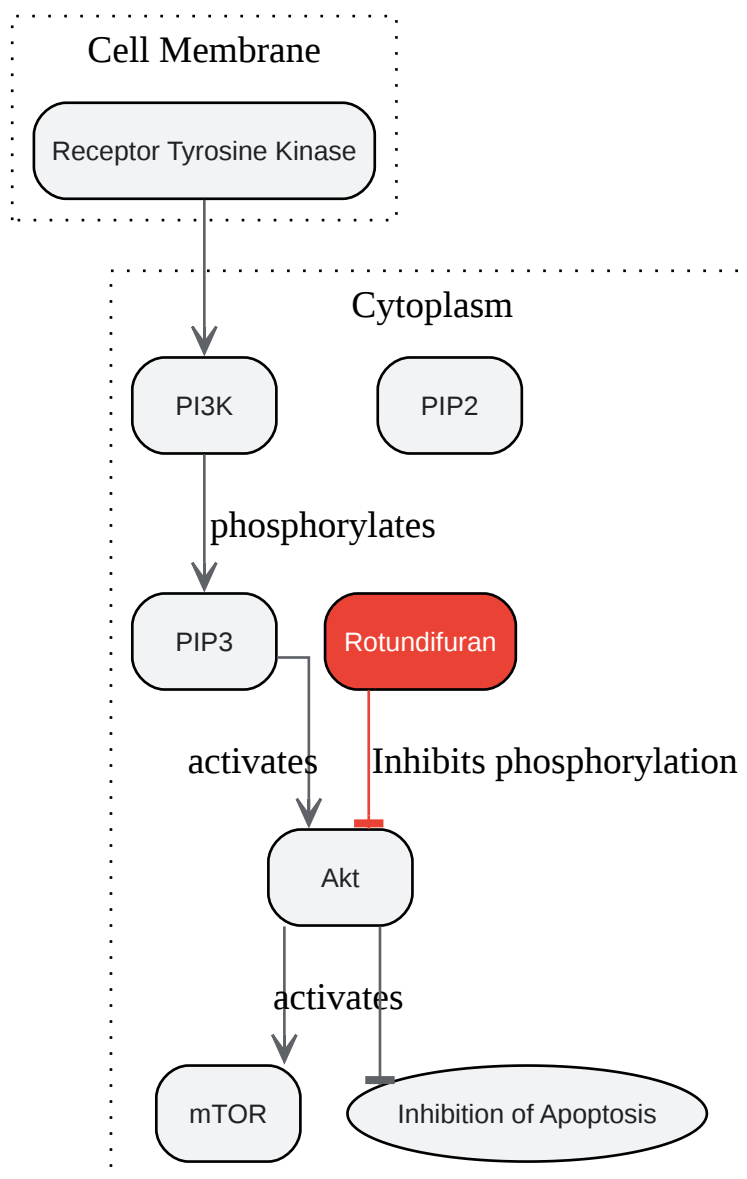 Cell Membrane
Receptor Tyrosine Kinase
Cytoplasm
PI3K
PIP2
phosphorylates
PIP3
Rotundifuran
activates
Inhibits phosphorylation
Akt
activates
mTOR
Inhibition of Apoptosis